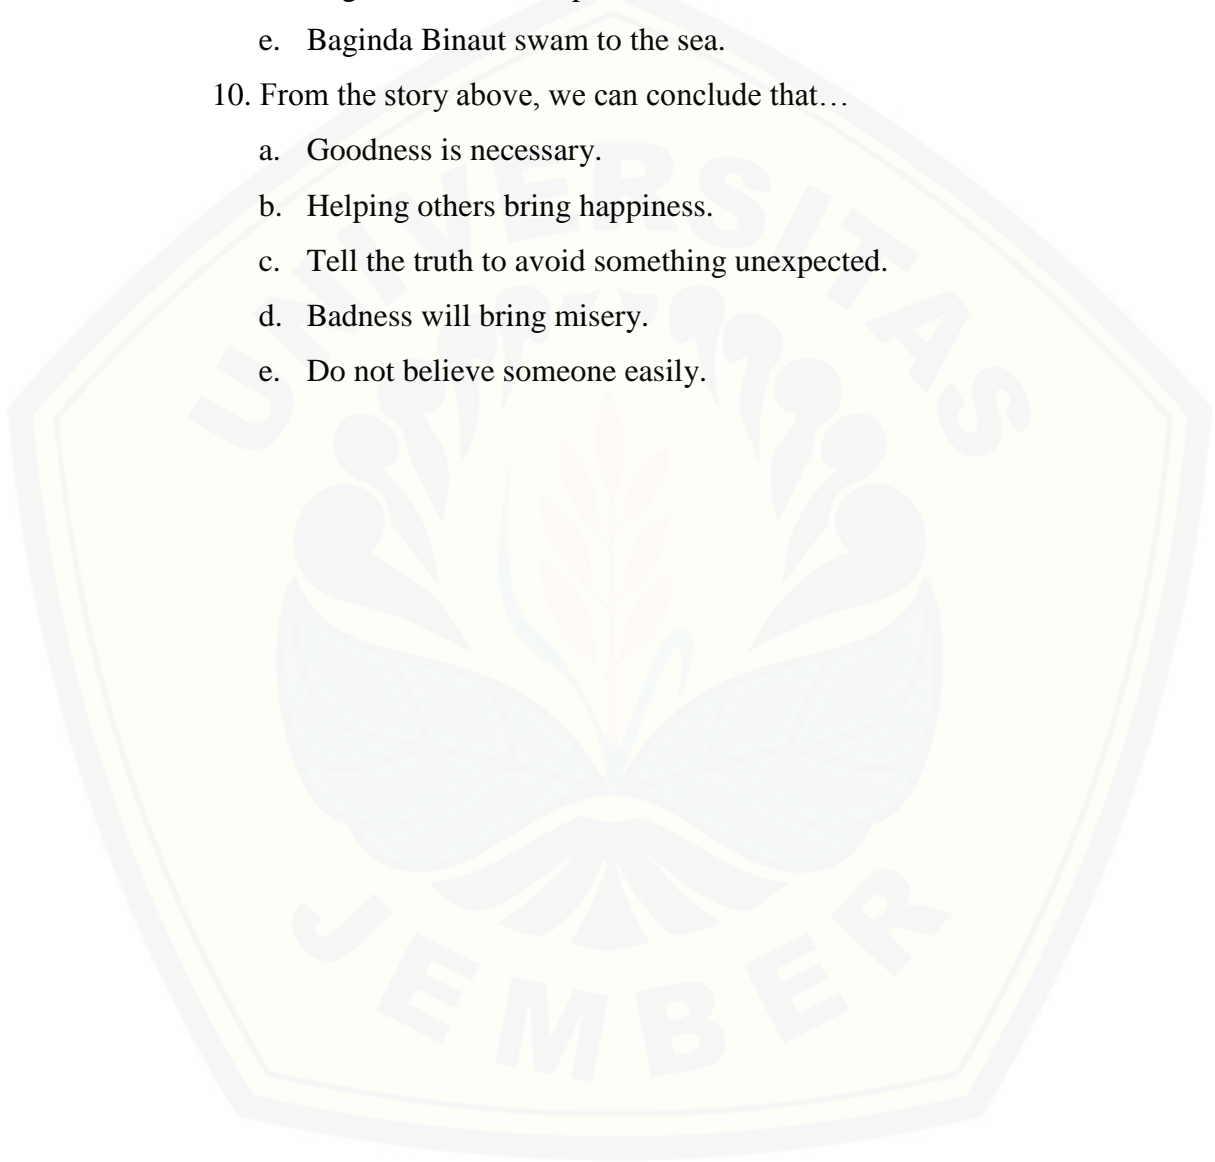 e. Baginda Binaut swam to the sea.
10. From the story above, we can conclude that…
a. Goodness is necessary.
b. Helping others bring happiness.
c. Tell the truth to avoid something unexpected.
d. Badness will bring misery.
e. Do not believe someone easily.
UNIVERSITAS
JEMBER